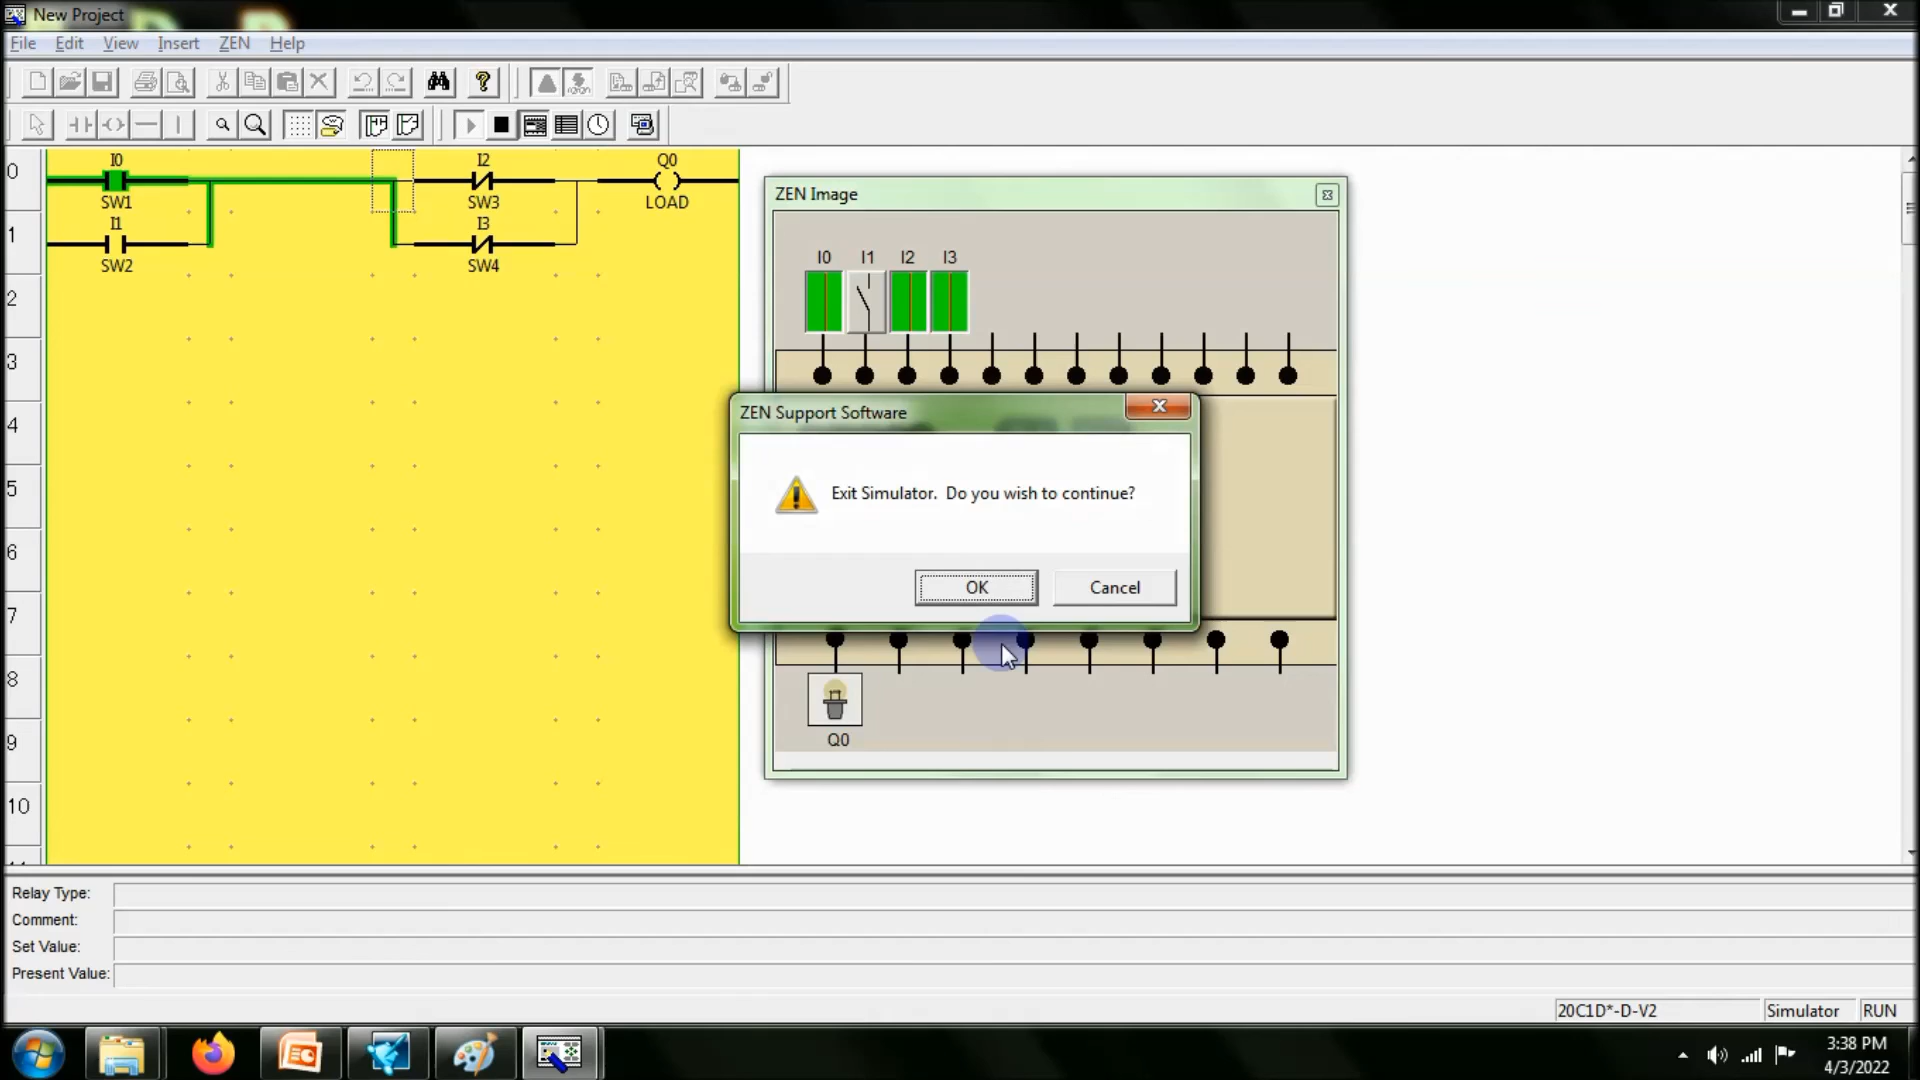 New Project
File Edit View Insert ZEN Help
0 I0 I2 Q0
SW1 SW3 LOAD
1 I1 I3
SW2 SW4
2
3
4
5
6
7
8
9
10
ZEN Image
I0 I1 I2 I3
ZEN Support Software
Exit Simulator. Do you wish to continue?
OK Cancel
Q0
Relay Type:
Comment:
Set Value:
Present Value:
20C1D*-D-V2 Simulator RUN
3:38 PM
4/3/2022